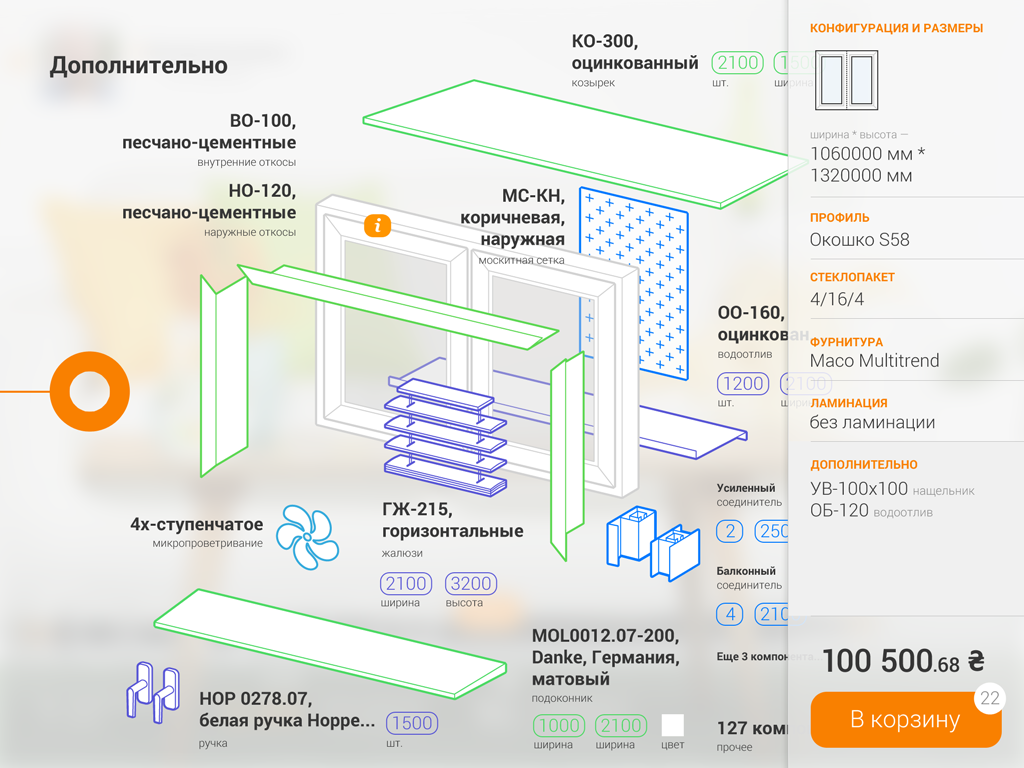 Дополнительно
КО-300,
оцинкованный
козырек
2100
шт.
150
ширина
ВО-100,
песчано-цементные
внутренние откосы
НО-120,
песчано-цементные
наружные откосы
i
МС-КН,
коричневая,
наружная
москитная сетка
ОО-160,
оцинкован
водоотлив
1200
2100
шт.
ширин
4х-ступенчатое
микропроветривание
ГЖ-215,
горизонтальные
жалюзи
2100
3200
ширина
высота
Усиленный
соединитель
2
250
Балконный
соединитель
4
210
Еще 3 компонента...
НОР 0278.07,
белая ручка Hoppe...
ручка
1500
шт.
MOL0012.07-200,
Danke, Германия,
матовый
подоконник
1000
2100
ширина
ширина
цвет
127 ком
прочее
КОНФИГУРАЦИЯ И РАЗМЕРЫ
ширина * высота —
1060000 мм *
1320000 мм
ПРОФИЛЬ
Окошко S58
СТЕКЛОПАКЕТ
4/16/4
ФУРНИТУРА
Maco Multitrend
ЛАМИНАЦИЯ
без ламинации
ДОПОЛНИТЕЛЬНО
УВ-100х100 нащельник
ОБ-120 водоотлив
100 500.68 ₴
22
В корзину